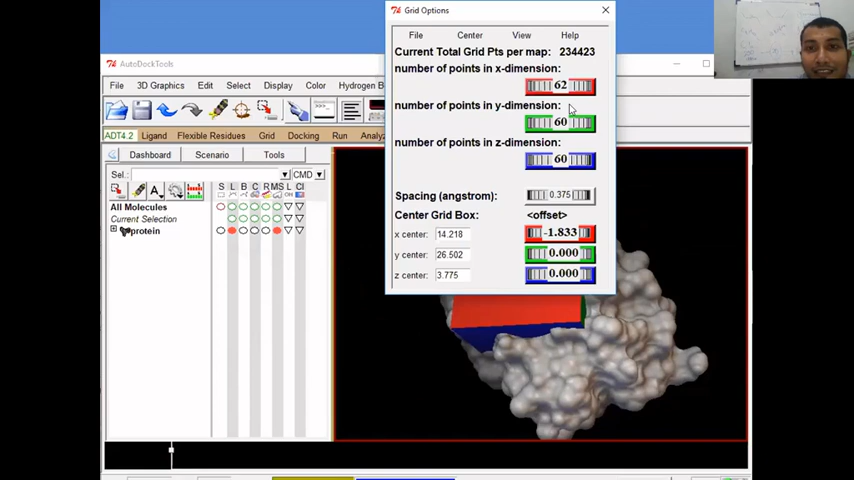 Grid Options
File Center View Help
Current Total Grid Pts per map: 234423
number of points in x-dimension:
62
number of points in y-dimension:
60
number of points in z-dimension:
60
Spacing (angstrom) 0.375
Center Grid Box: <offset>
x center: 14.218 -1.833
y center: 26.502 0.000
z center: 3.775 0.000
AutoDockTools
File 3D Graphics Edit Select Color Hydrogen Bon
ADT4.2 Ligand Flexible Residues Grid Docking Run Analyz
Dashboard Scenario Tools
Sel.: CMD
S L B C R MS L Cl
All Molecules
Current Selection
protein